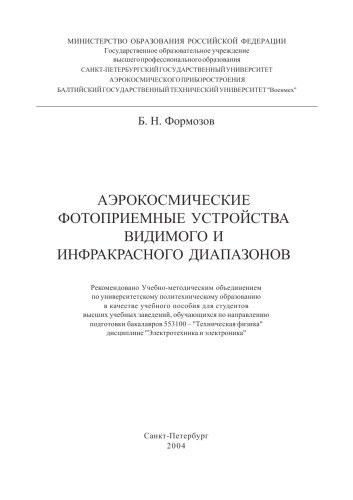 МИНИСТЕРСТВО ОБРАЗОВАНИЯ РОССИЙСКОЙ ФЕДЕРАЦИИ
Государственное образовательное учреждение
высшего профессионального образования
САНКТ-ПЕТЕРБУРГСКИЙ ГОСУДАРСТВЕННЫЙ УНИВЕРСИТЕТ
АЭРОКОСМИЧЕСКОГО ПРИБОРОСТРОЕНИЯ
БАЛТИЙСКИЙ ГОСУДАРСТВЕННЫЙ ТЕХНИЧЕСКИЙ УНИВЕРСИТЕТ "Военмех"
Б. Н. Формозов
АЭРОКОСМИЧЕСКИЕ
ФОТОПРИЕМНЫЕ УСТРОЙСТВА
ВИДИМОГО И
ИНФРАКРАСНОГО ДИАПАЗОНОВ
Рекомендовано Учебно-методическим объединением
по университетскому политехническому образованию
в качестве учебного пособия для студентов
высших учебных заведений, обучающихся по направлению
подготовки бакалавров 553100 – "Техническая физика"
дисциплине "Электротехника и электроника"
Санкт-Петербург
2004